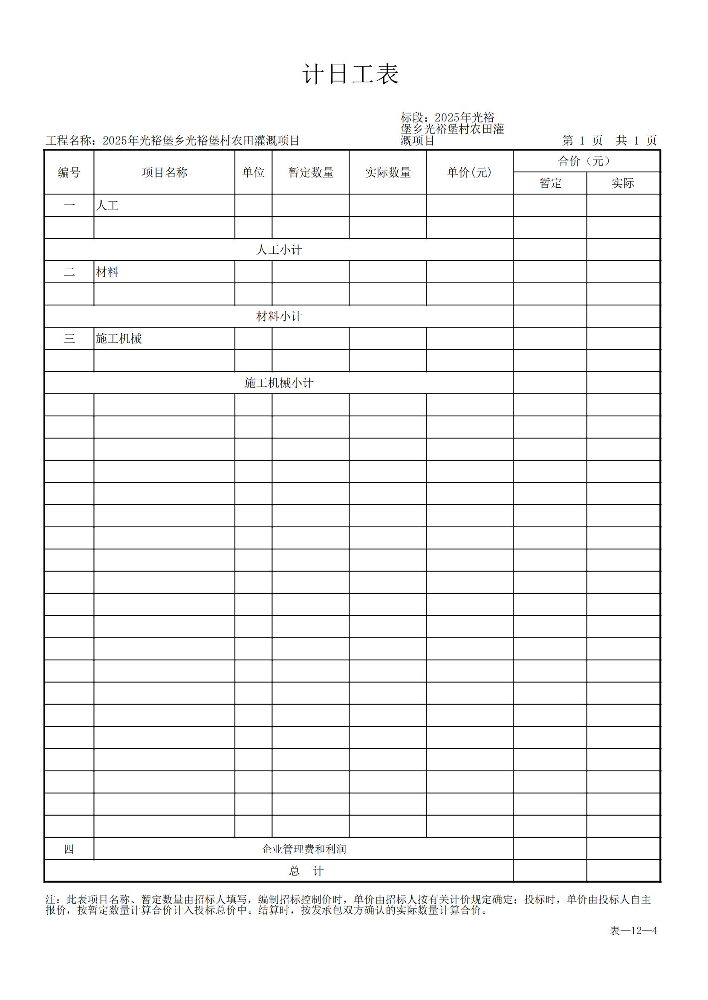 计日工表
标段：2025年光裕
堡乡光裕堡村农田灌
工程名称：2025年光裕堡乡光裕堡村农田灌溉项目 溉项目 第 1 页 共 1 页
编号 项目名称 单位 暂定数量 实际数量 单价(元) 合价（元）
暂定 实际
一 人工
人工小计
二 材料
材料小计
三 施工机械
施工机械小计
四 企业管理费和利润
总 计
注：此表项目名称、暂定数量由招标人填写，编制招标控制价时，单价由招标人按有关计价规定确定；投标时，单价由投标人自主
报价，按暂定数量计算合价计入投标总价中。结算时，按发承包双方确认的实际数量计算合价。
表—12—4